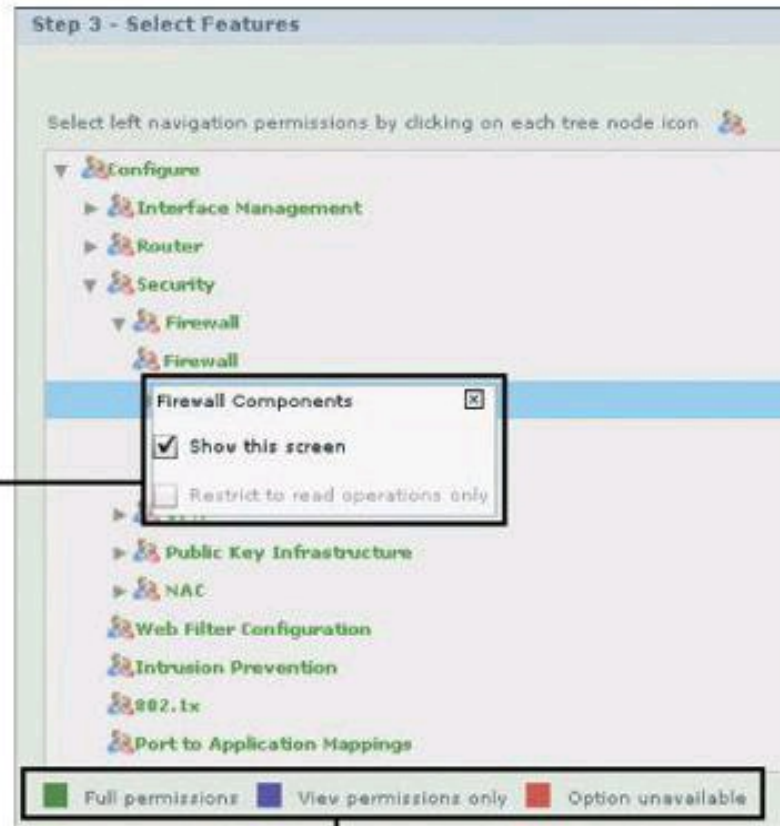 Step 3 - Select Features
Select left navigation permissions by clicking on each tree node icon
Configure
Interface Management
Router
Security
Firewall
Firewall
Firewall Components
Show this screen
Restrict to read operations only
Public Key Infrastructure
NAC
Web Filter Configuration
Intrusion Prevention
802.1x
Port to Application Mappings
Full permissions View permissions only Option unavailable